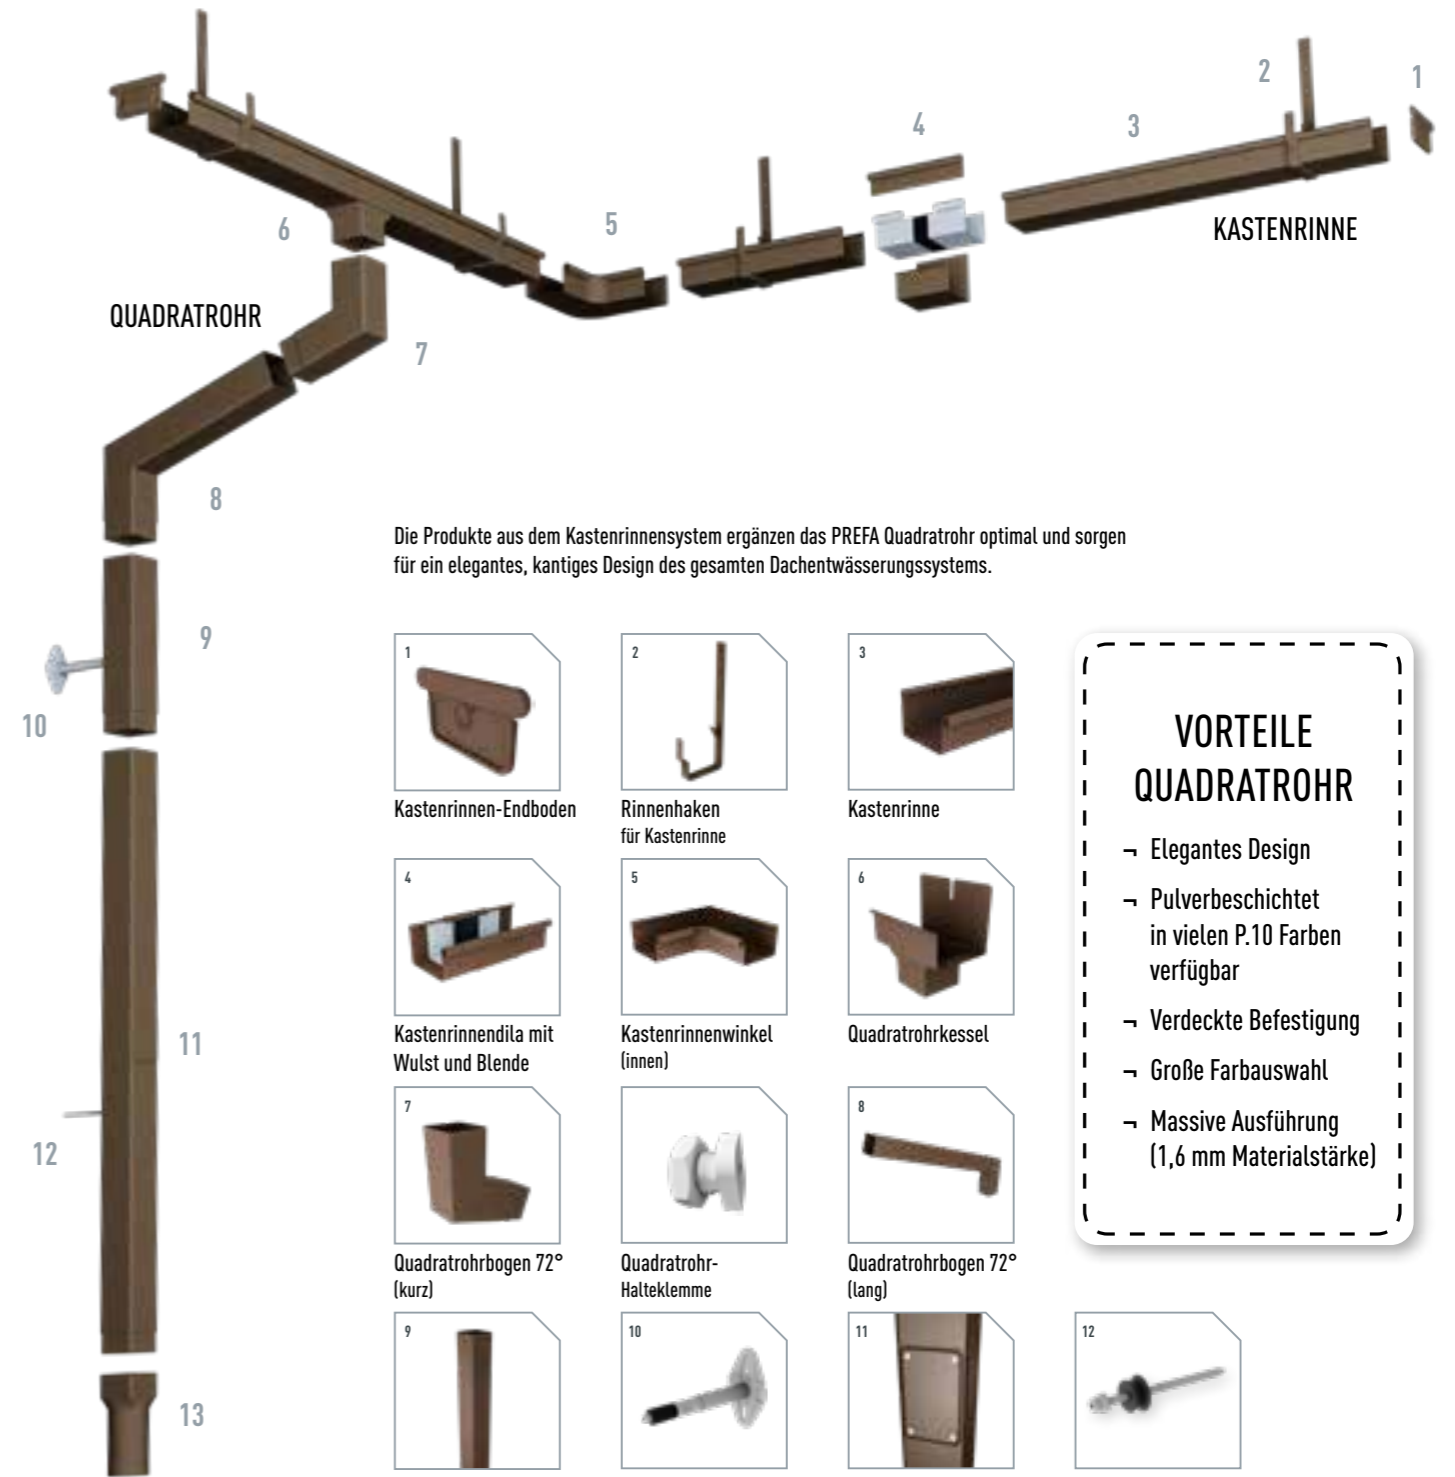 2
1
4
3
6
5
KASTENRINNE
QUADRATROHR
7
8
Die Produkte aus dem Kastenrinnensystem ergänzen das PREFA Quadratrohr optimal und sorgen
für ein elegantes, kantiges Design des gesamten Dachentwässerungssystems.
9
10
11
12
13
1
Kastenrinnen-Endboden
2
Rinnenhaken
für Kastenrinne
3
Kastenrinne
4
Kastenrinnendila mit
Wulst und Blende
5
Kastenrinnenwinkel
(innen)
6
Quadratrohrkessel
7
Quadratrohrbogen 72°
(kurz)
Quadratrohr-
Halteklemme
8
Quadratrohrbogen 72°
(lang)
9
10
11
12
VORTEILE
QUADRATROHR
¬ Elegantes Design
¬ Pulverbeschichtet
in vielen P.10 Farben
verfügbar
¬ Verdeckte Befestigung
¬ Große Farbauswahl
¬ Massive Ausführung
(1,6 mm Materialstärke)